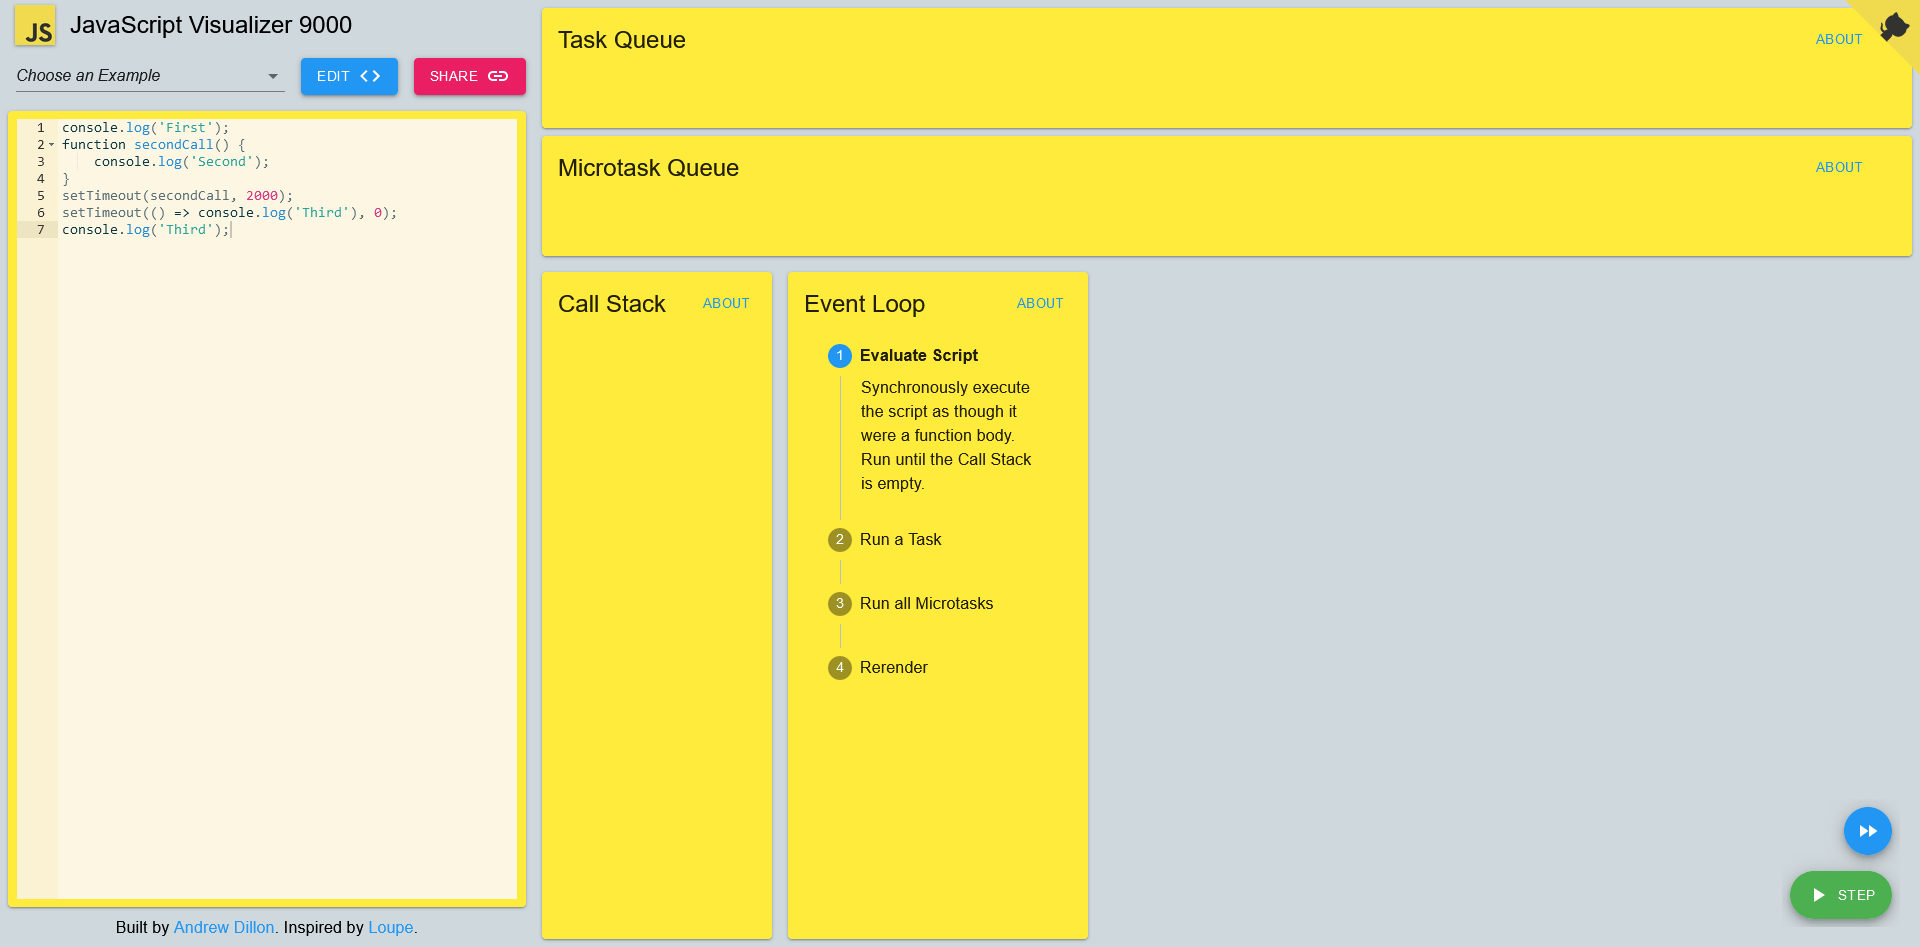 JS JavaScript Visualizer 9000
Choose an Example EDIT SHARE
1 console.log('First');
2 function secondCall() {
3     console.log('Second');
4 }
5 setTimeout(secondCall, 2000);
6 setTimeout(() => console.log('Third'), 0);
7 console.log('Third');
Built by Andrew Dillon. Inspired by Loupe.
Task Queue ABOUT
Microtask Queue ABOUT
Call Stack ABOUT
Event Loop ABOUT
1 Evaluate Script
Synchronously execute
the script as though it
were a function body.
Run until the Call Stack
is empty.
2 Run a Task
3 Run all Microtasks
4 Rerender
STEP